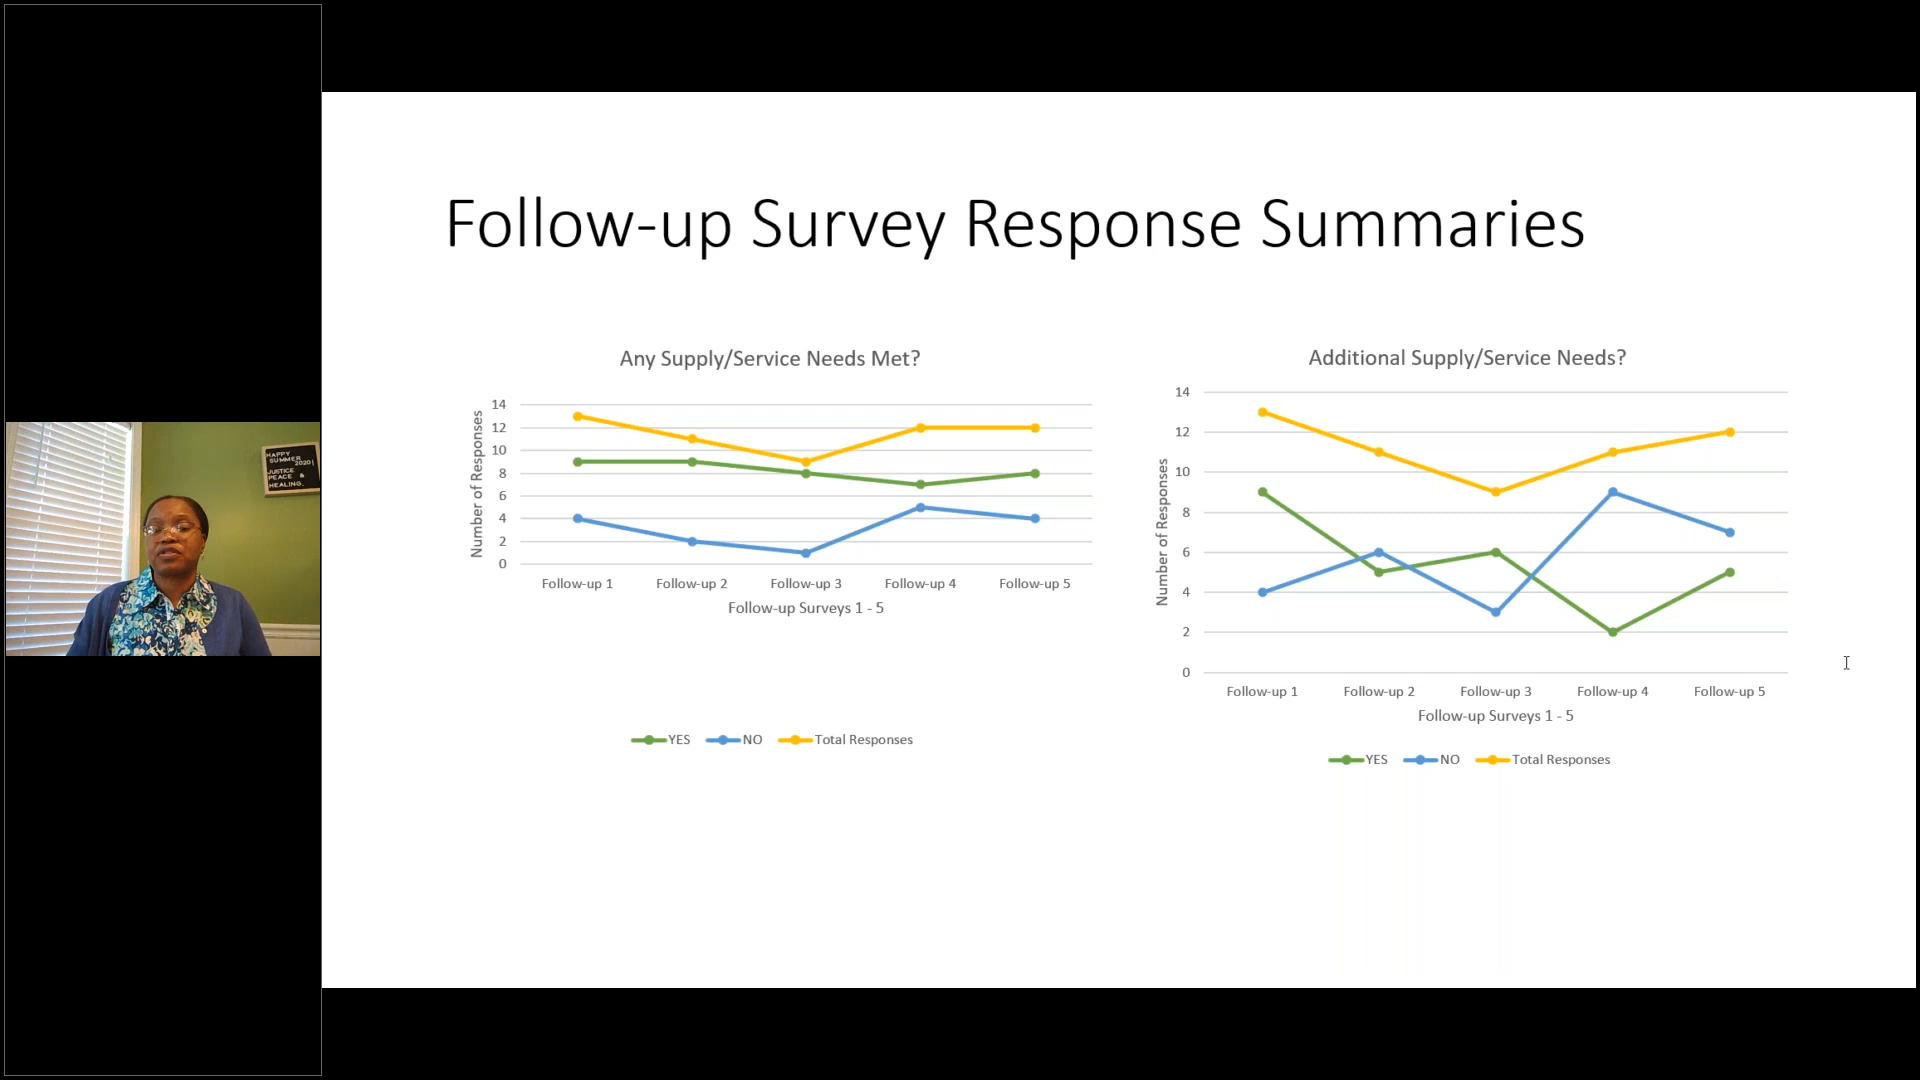 Follow-up Survey Response Summaries
HAPPY
SUMMER
2020!
JUSTICE
PEACE &
HEALING.
Any Supply/Service Needs Met?
Number of Responses
14
12
10
8
6
4
2
0
Follow-up 1 Follow-up 2 Follow-up 3 Follow-up 4 Follow-up 5
Follow-up Surveys 1 - 5
YES NO Total Responses
Additional Supply/Service Needs?
Number of Responses
14
12
10
8
6
4
2
0
Follow-up 1 Follow-up 2 Follow-up 3 Follow-up 4 Follow-up 5
Follow-up Surveys 1 - 5
YES NO Total Responses